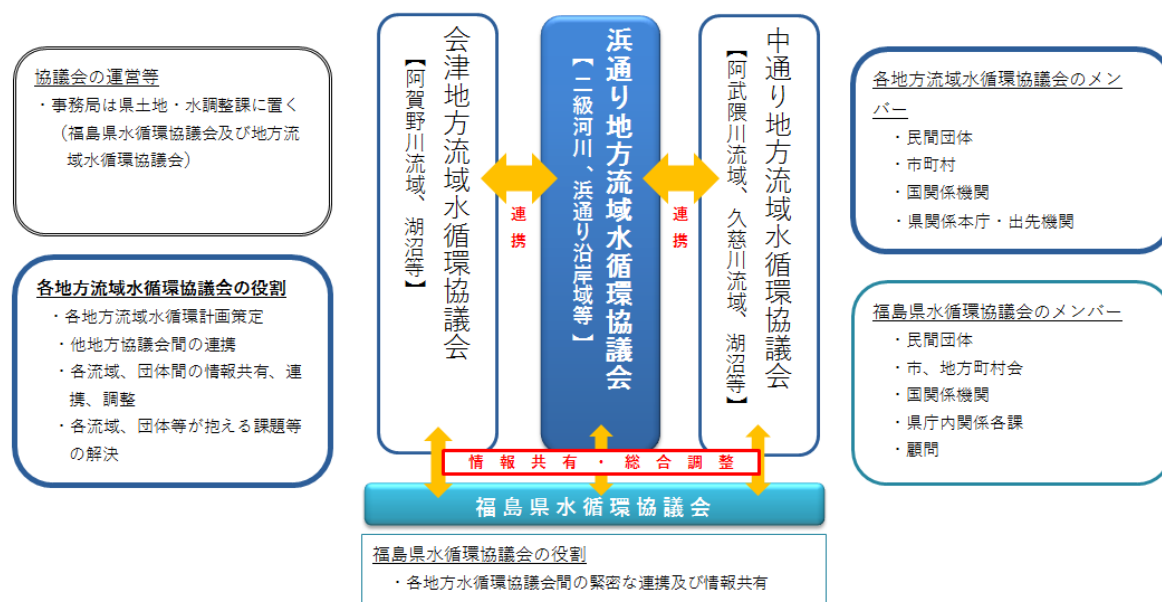 協議会の運営等
・事務局は県土地・水調整課に置く
（福島県水循環協議会及び地方流
域水循環協議会）
各地方流域水循環協議会の役割
・各地方流域水循環計画策定
・他地方協議会間の連携
・各流域、団体間の情報共有、連
携、調整
・各流域、団体等が抱える課題等
の解決
会津地方流域水循環協議会
【阿賀野川流域、湖沼等】
連携
浜通り地方流域水循環協議会
【二級河川、浜通り沿岸域等】
連携
中通り地方流域水循環協議会
【阿武隈川流域、久慈川流域、湖沼等】
情報共有・総合調整
福島県水循環協議会
福島県水循環協議会の役割
・各地方水循環協議会間の緊密な連携及び情報共有
各地方流域水循環協議会のメン
バー
・民間団体
・市町村
・国関係機関
・県関係本庁・出先機関
福島県水循環協議会のメンバー
・民間団体
・市、地方町村会
・国関係機関
・県庁内関係各課
・顧問